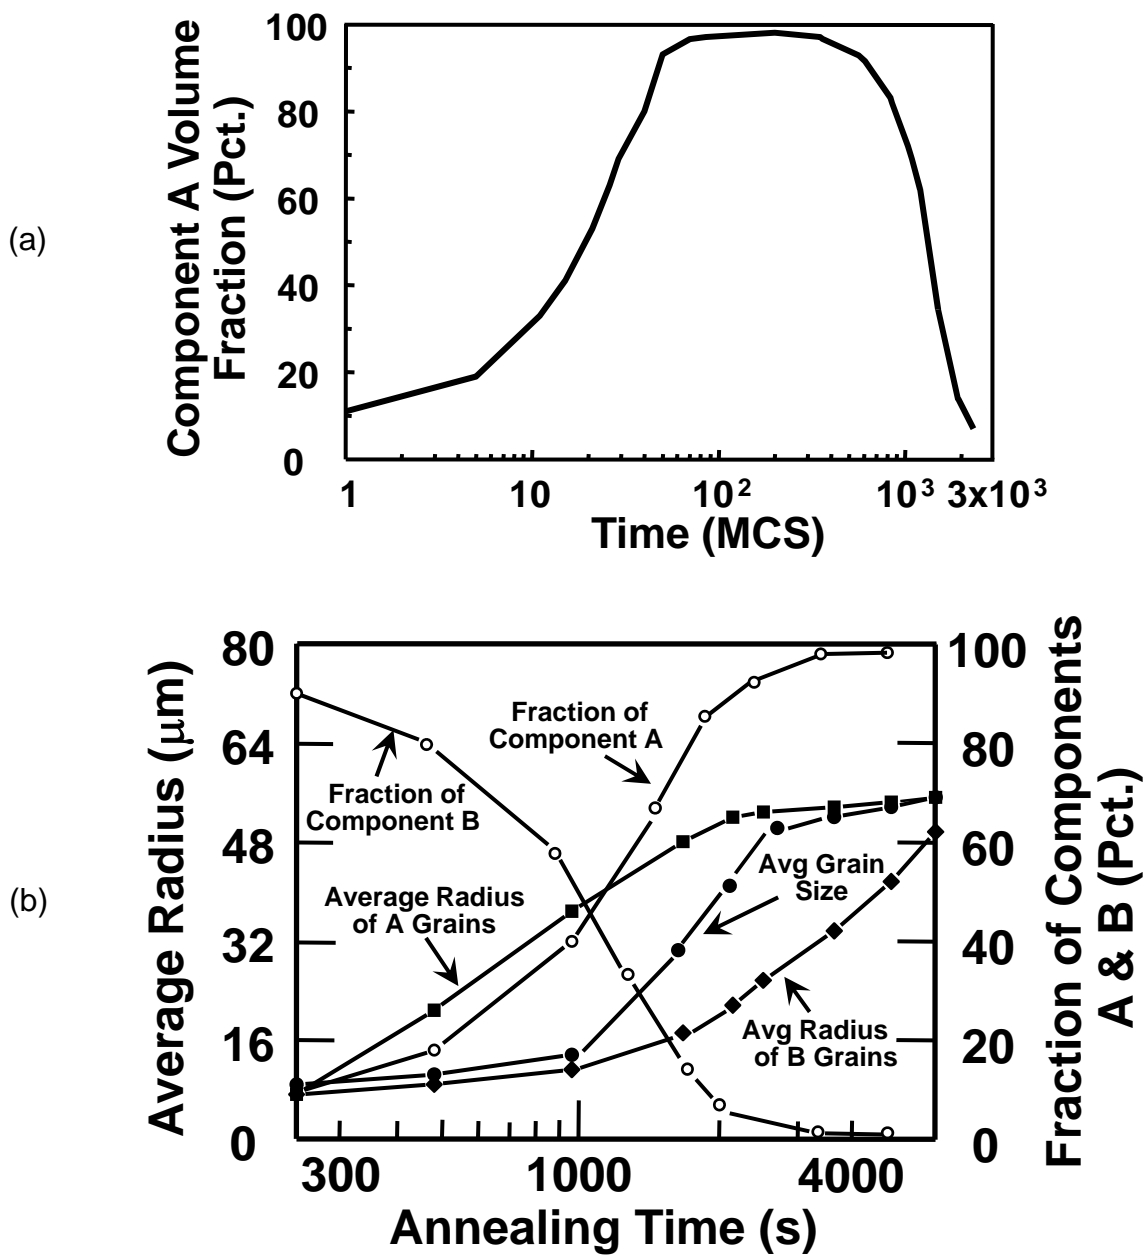 (a)
Component A Volume
Fraction (Pct.)
100
80
60
40
20
0
1
10
10²
10³
3x10³
Time (MCS)
(b)
Average Radius (μm)
80
64
48
32
16
0
Fraction of
Component A
Fraction of
Component B
Average Radius
of A Grains
Avg Grain
Size
Avg Radius
of B Grains
100
80
60
40
20
0
Fraction of Components
A & B (Pct.)
300
1000
4000
Annealing Time (s)